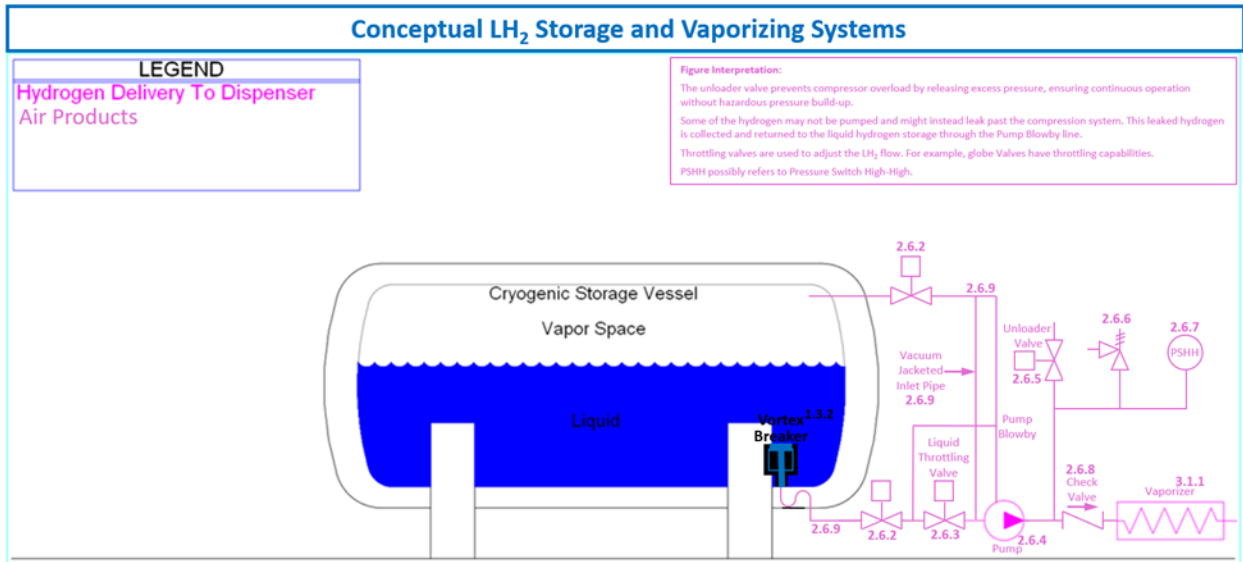 Conceptual LH₂ Storage and Vaporizing Systems
LEGEND
Hydrogen Delivery To Dispenser
Air Products
Figure Interpretation:
The unloader valve prevents compressor overload by releasing excess pressure, ensuring continuous operation
without hazardous pressure build-up.
Some of the hydrogen may not be pumped and might instead leak past the compression system. This leaked hydrogen
is collected and returned to the liquid hydrogen storage through the Pump Blowby line.
Throttling valves are used to adjust the LH₂ flow. For example, globe Valves have throttling capabilities.
PSHH possibly refers to Pressure Switch High-High.
2.6.2
2.6.9
Cryogenic Storage Vessel
Vapor Space
Unloader
Valve
2.6.5
2.6.6
2.6.7
PSHH
Vacuum
Jacketed
Inlet Pipe
2.6.9
Liquid
Vortex 1.3.2
Breaker
Pump
Blowby
Liquid
Throttling
Valve
2.6.8
Check
Valve
3.1.1
Vaporizer
2.6.9
2.6.2
2.6.3
2.6.4
Pump